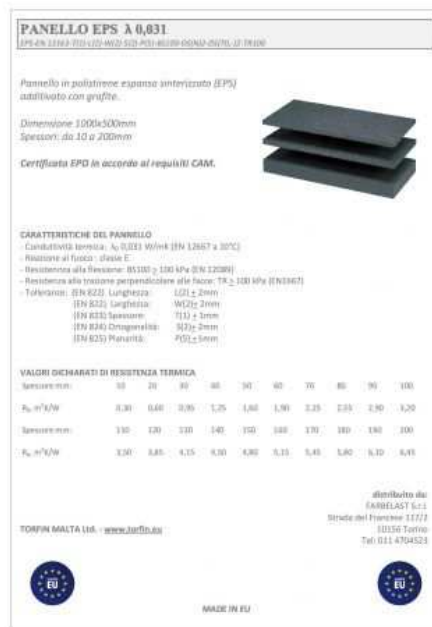 PANELLO EPS λ 0,031
Pannello in polistirene espanso sinterizzato (EPS)
additivato con grafite.
Dimensione 1000x500mm
Spessori: da 10 a 200mm
Certificato EPD in accordo ai requisiti CAM.
CARATTERISTICHE DEL PANNELLO
- Conduttività termica: λD 0,031 W/mK (EN 12667 a 10°C)
- Reazione al fuoco: classe E
- Resistenza alla flessione: BS100 ≥ 100 kPa (EN 12089)
- Resistenza alla trazione perpendicolare alle facce: TR ≥ 100 kPa (EN1607)
- Tolleranze: (EN 822) Lunghezza: L(2) ± 2mm
(EN 822) Larghezza: W(2) ± 2mm
(EN 823) Spessore: T(1) ± 1mm
(EN 824) Ortogonalità: S(2) ± 2mm
(EN 825) Planarità: P(5) ± 5mm
VALORI DICHIARATI DI RESISTENZA TERMICA
Spessore mm: 10 20 30 40 50 60 70 80 90 100
RD m²K/W 0,30 0,60 0,95 1,25 1,60 1,90 2,25 2,55 2,90 3,20
Spessore mm: 110 120 130 140 150 160 170 180 190 200
RD m²K/W 3,50 3,85 4,15 4,50 4,80 5,15 5,45 5,80 6,10 6,45
distribuito da:
FARBELAST S.r.l.
Strada del Francese 117/2
10156 Torino
Tel: 011 4704523
TORFIN MALTA Ltd. - www.torfin.eu
EU
EU
MADE IN EU